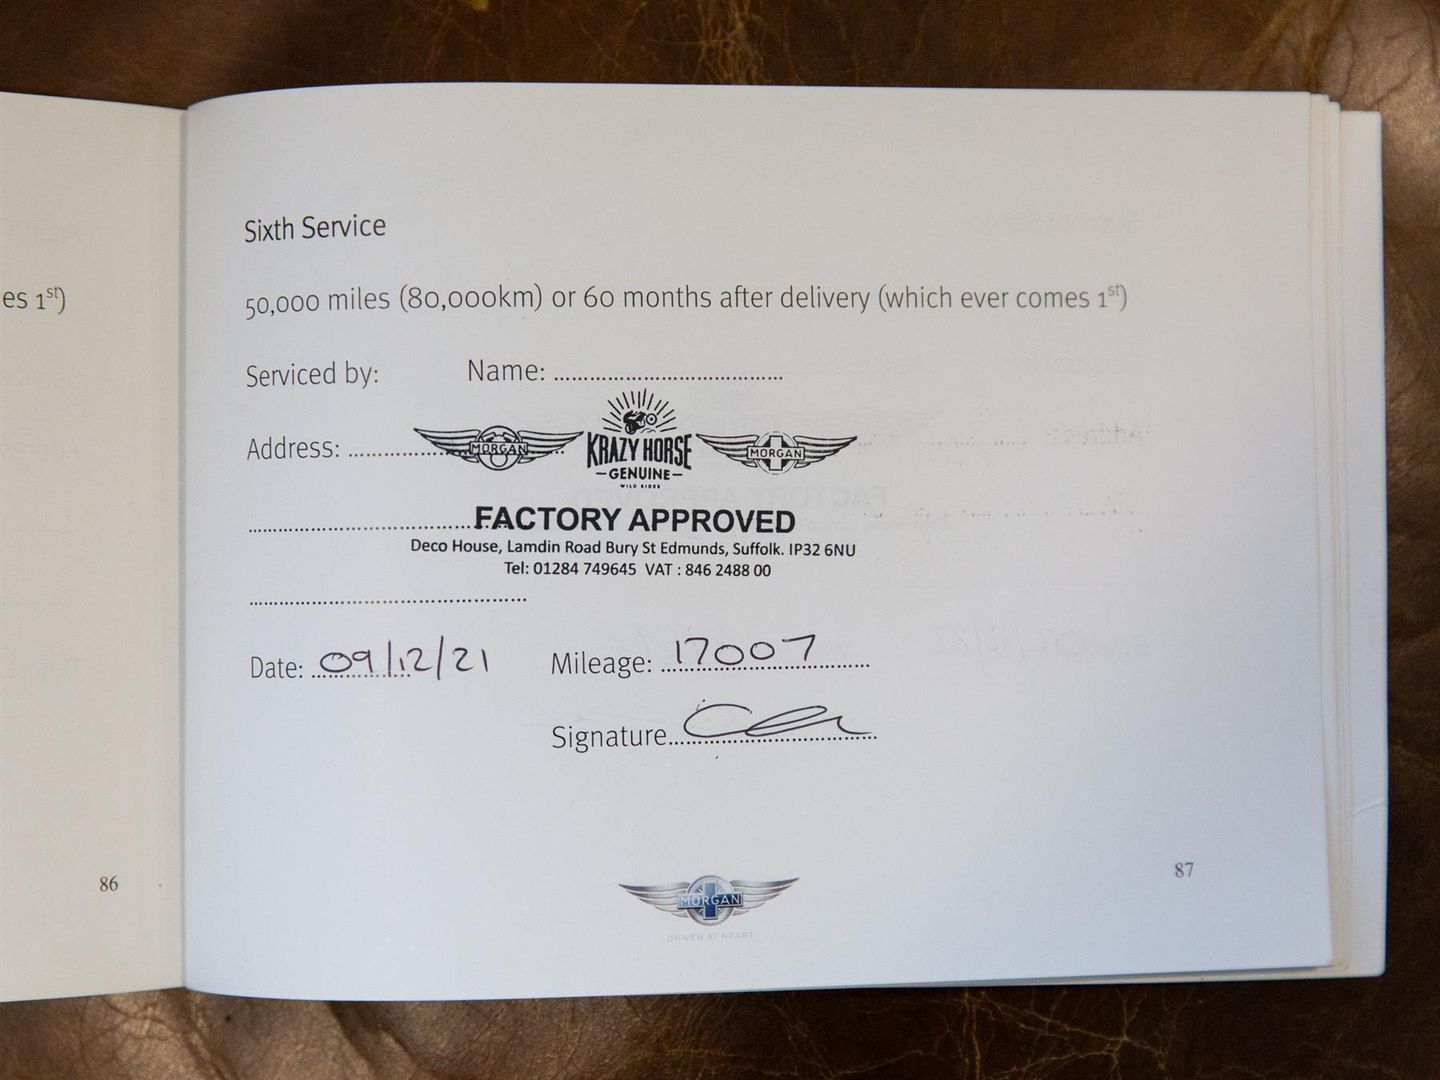 es 1st)
86
Sixth Service
50,000 miles (80,000km) or 60 months after delivery (which ever comes 1st)
Serviced by: Name: ......................................
Address: ....................................
MORGAN KRAZY HORSE MORGAN
GENUINE
WILD RIDES
FACTORY APPROVED
Deco House, Lamdin Road Bury St Edmunds, Suffolk. IP32 6NU
Tel: 01284 749645 VAT : 846 2488 00
Date: 09/12/21 Mileage: 17007
Signature
MORGAN
DRIVEN AT HEART
87